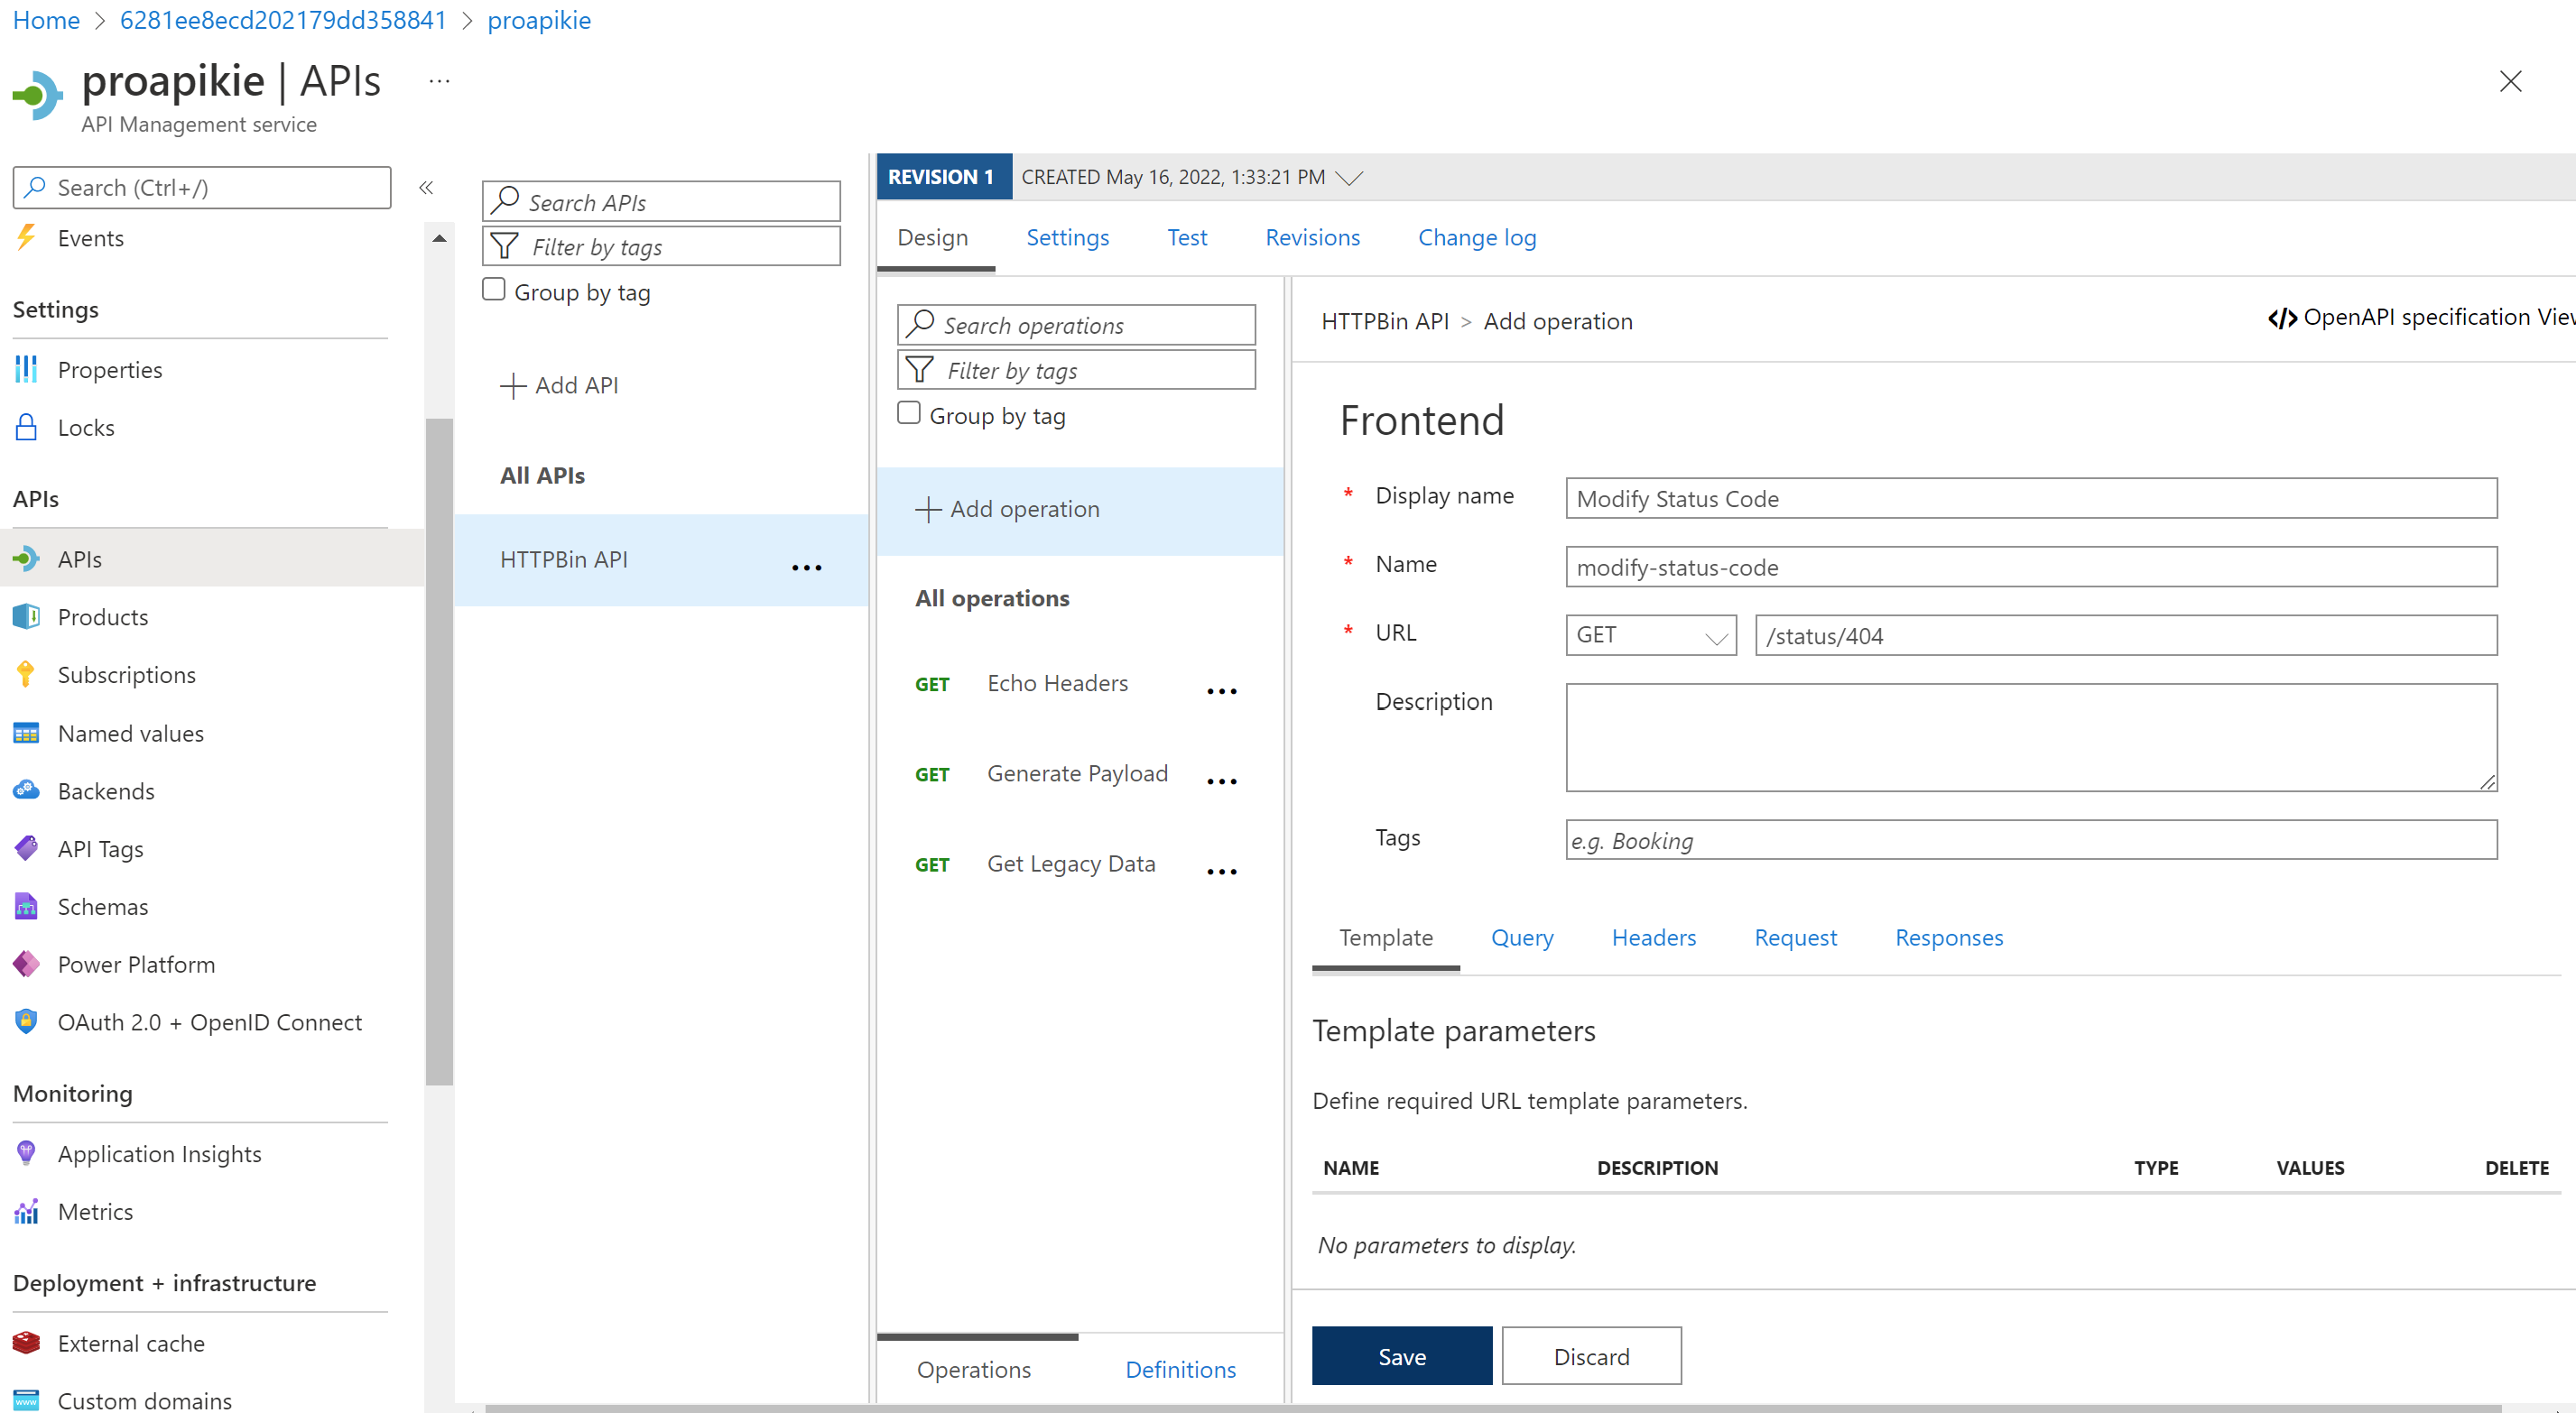 Home > 6281ee8ecd202179dd358841 > proapikie
proapikie | APIs ...
API Management service
Search (Ctrl+/)
«
Events
Settings
Properties
Locks
APIs
APIs
Products
Subscriptions
Named values
Backends
API Tags
Schemas
Power Platform
OAuth 2.0 + OpenID Connect
Monitoring
Application Insights
Metrics
Deployment + infrastructure
External cache
Custom domains
Search APIs
Filter by tags
Group by tag
+ Add API
All APIs
HTTPBin API ...
REVISION 1 CREATED May 16, 2022, 1:33:21 PM
Design Settings Test Revisions Change log
Search operations
Filter by tags
Group by tag
+ Add operation
All operations
GET Echo Headers ...
GET Generate Payload ...
GET Get Legacy Data ...
Operations Definitions
HTTPBin API > Add operation
</> OpenAPI specification View
Frontend
* Display name Modify Status Code
* Name modify-status-code
* URL GET /status/404
Description
Tags e.g. Booking
Template Query Headers Request Responses
Template parameters
Define required URL template parameters.
NAME DESCRIPTION TYPE VALUES DELETE
No parameters to display.
Save Discard
www